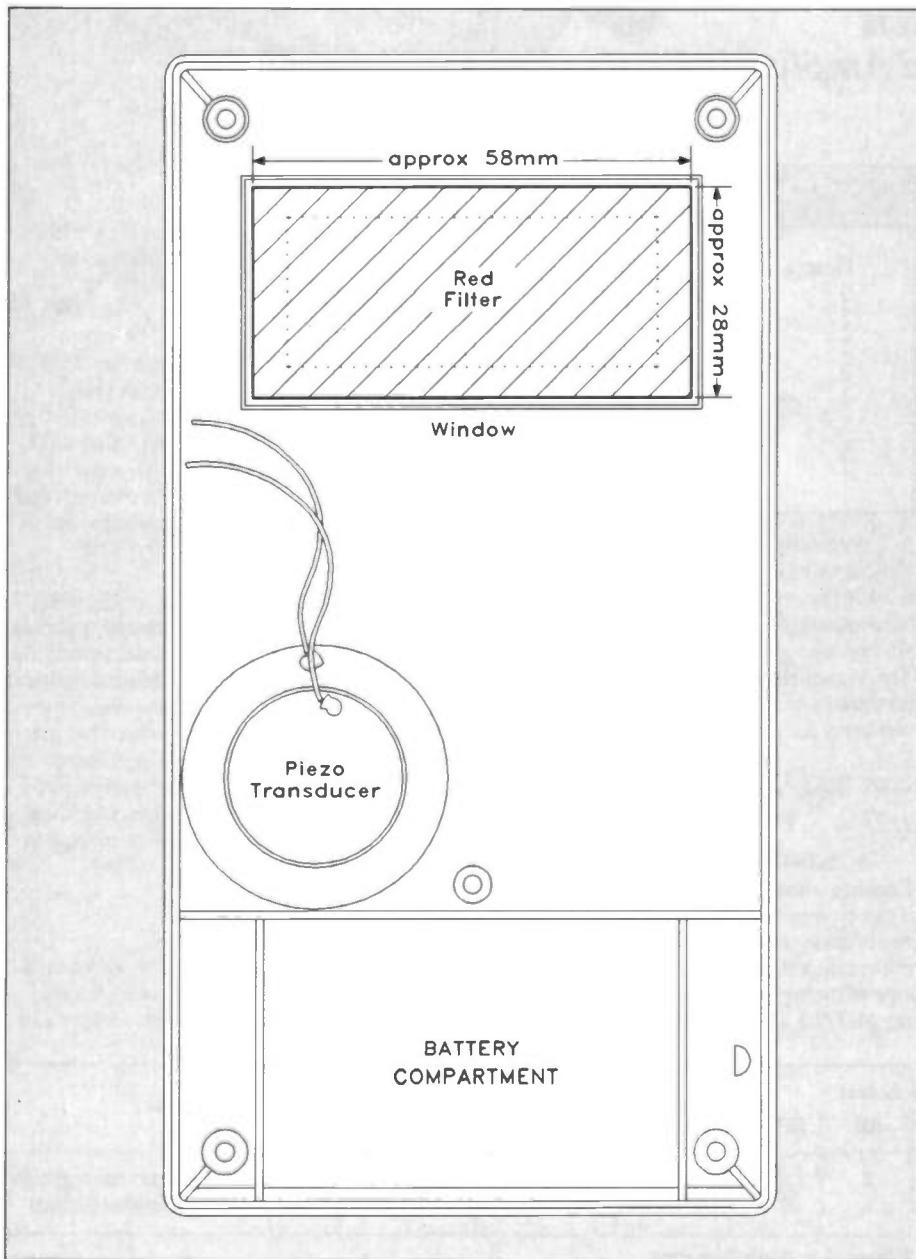 approx 58mm
approx 28mm
Red
Filter
Window
Piezo
Transducer
BATTERY
COMPARTMENT